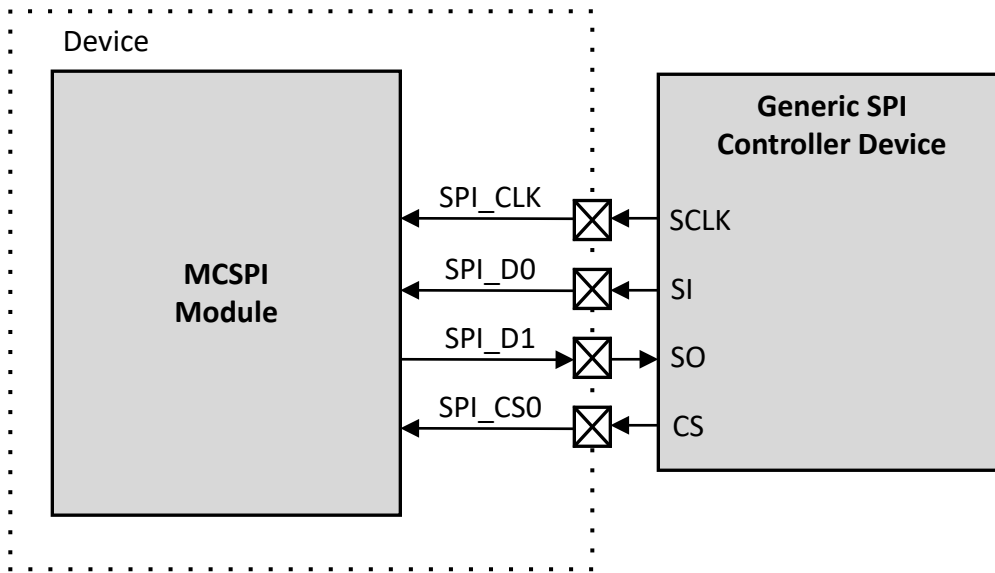 Device
Generic SPI
Controller Device
SPI_CLK
SCLK
MCSPI
Module
SPI_D0
SI
SPI_D1
SO
SPI_CS0
CS